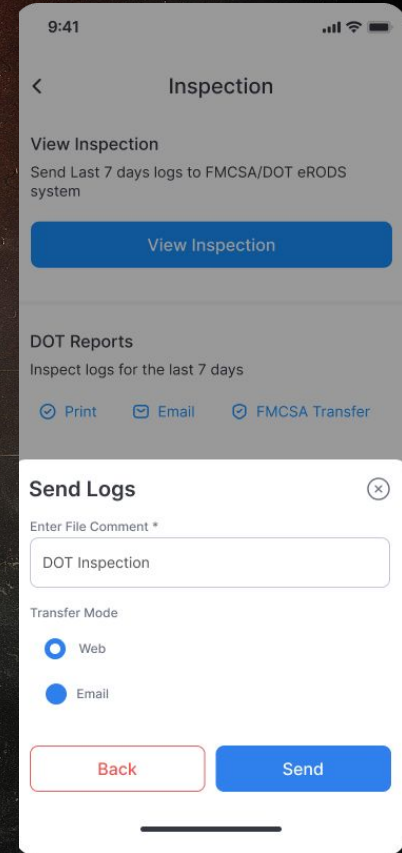 9:41
Inspection
View Inspection
Send Last 7 days logs to FMCSA/DOT eRODS
system
View Inspection
DOT Reports
Inspect logs for the last 7 days
Print Email FMCSA Transfer
Send Logs
Enter File Comment *
DOT Inspection
Transfer Mode
Web
Email
Back Send